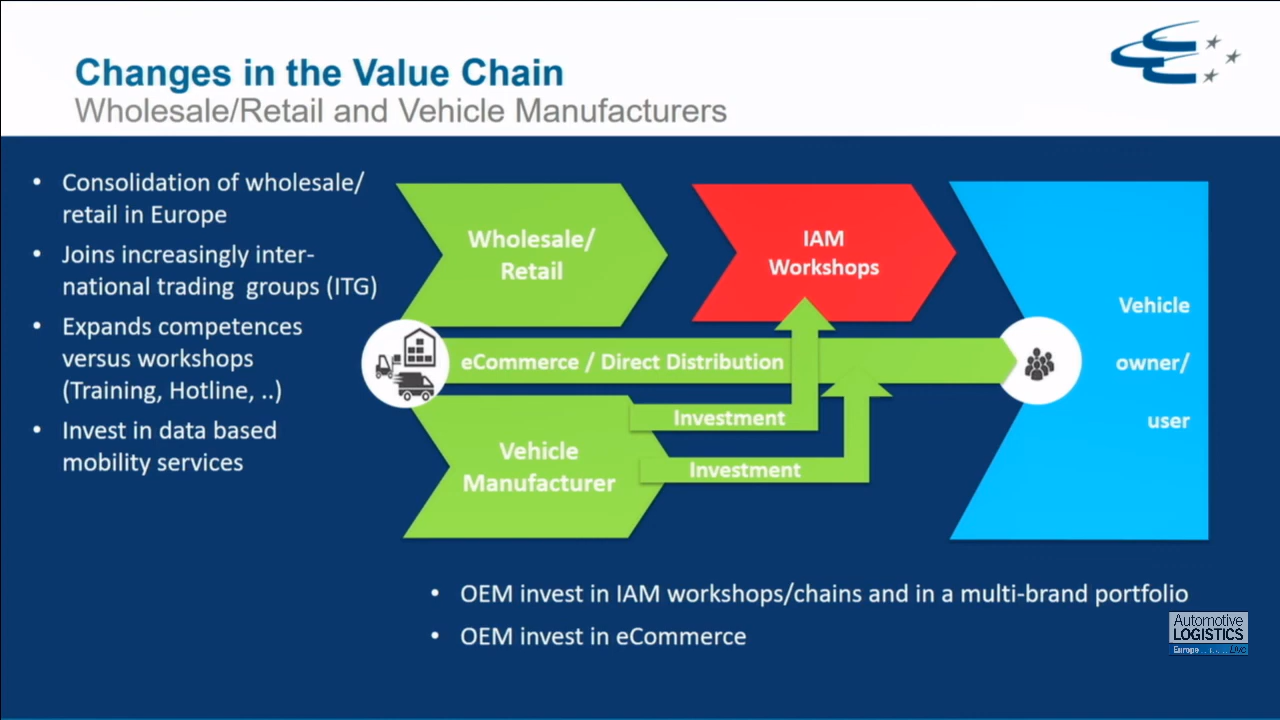 Changes in the Value Chain
Wholesale/Retail and Vehicle Manufacturers
• Consolidation of wholesale/
retail in Europe
• Joins increasingly inter-
national trading groups (ITG)
• Expands competences
versus workshops
(Training, Hotline, ..)
• Invest in data based
mobility services
Wholesale/
Retail
IAM
Workshops
eCommerce / Direct Distribution
Investment
Vehicle
Manufacturer
Investment
Vehicle
owner/
user
• OEM invest in IAM workshops/chains and in a multi-brand portfolio
• OEM invest in eCommerce
Automotive
LOGISTICS
Europe Live